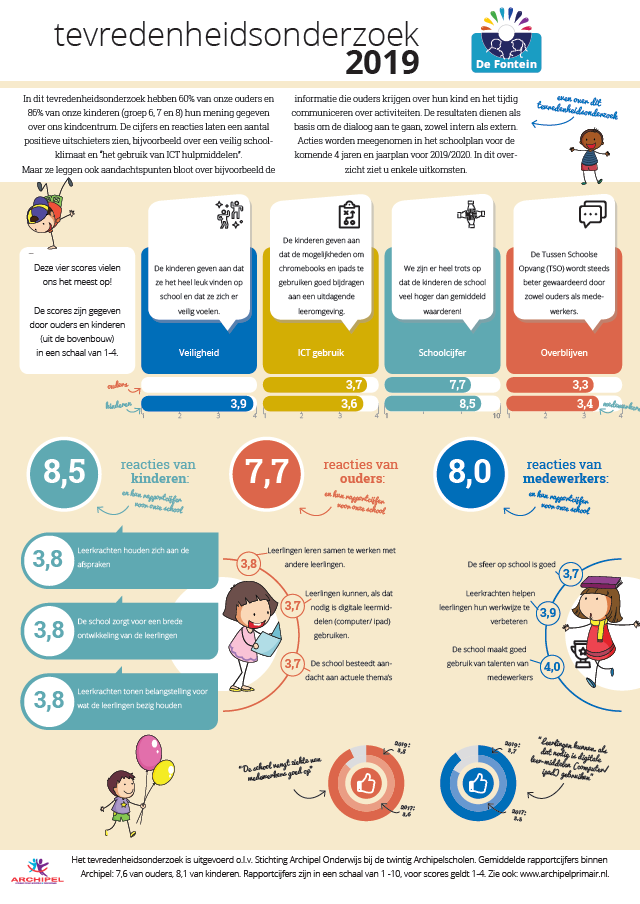 tevredenheidsonderzoek
2019
De Fontein
In dit tevredenheidsonderzoek hebben 60% van onze ouders en
86% van onze kinderen (groep 6, 7 en 8) hun mening gegeven
over ons kindcentrum. De cijfers en reacties laten een aantal
positieve uitschieters zien, bijvoorbeeld over een veilig school-
klimaat en "het gebruik van ICT hulpmiddelen".
Maar ze leggen ook aandachtspunten bloot over bijvoorbeeld de
informatie die ouders krijgen over hun kind en het tijdig
communiceren over activiteiten. De resultaten dienen als
basis om de dialoog aan te gaan, zowel intern als extern.
Acties worden meegenomen in het schoolplan voor de
komende 4 jaren en jaarplan voor 2019/2020. In dit over-
zicht ziet u enkele uitkomsten.
even over dit
tevredenheidsonderzoek
Deze vier scores vielen
ons het meest op!
De scores zijn gegeven
door ouders en kinderen
(uit de bovenbouw)
in een schaal van 1-4.
De kinderen geven aan dat
ze het heel leuk vinden op
school en dat ze zich er
veilig voelen.
Veiligheid
De kinderen geven aan
dat de mogelijkheden om
chromebooks en ipads te
gebruiken goed bijdragen
aan een uitdagende
leeromgeving.
ICT gebruik
We zijn er heel trots op
dat de kinderen de school
veel hoger dan gemiddeld
waarderen!
Schoolcijfer
De Tussen Schoolse
Opvang (TSO) wordt steeds
beter gewaardeerd door
zowel ouders als mede-
werkers.
Overblijven
ouders
3,7
7,7
3,3
kinderen
3,9
3,6
8,5
3,4
medewerkers
1 2 3 4
1 2 3 4
1 10
1 2 3 4
8,5
reacties van
kinderen:
en hun rapportcijfer
voor onze school
7,7
reacties van
ouders:
en hun rapportcijfer
voor onze school
8,0
reacties van
medewerkers:
en hun rapportcijfer
voor onze school
3,8
Leerkrachten houden zich aan de
afspraken
3,8
De school zorgt voor een brede
ontwikkeling van de leerlingen
3,8
Leerkrachten tonen belangstelling voor
wat de leerlingen bezig houden
3,8
Leerlingen leren samen te werken met
andere leerlingen.
3,7
Leerlingen kunnen, als dat
nodig is digitale leermid-
delen (computer/ ipad)
gebruiken.
3,7
De school besteedt aan-
dacht aan actuele thema's
De sfeer op school is goed
3,7
Leerkrachten helpen
leerlingen hun werkwijze te
verbeteren
3,9
De school maakt goed
gebruik van talenten van
medewerkers
4,0
"De school vangt ziekte van
medewerkers goed op"
2019:
2017:
2019:
2017:
"Leerlingen kunnen, als
dat nodig is digitale
leer-middelen (computer/
ipad) gebruiken"
ARCHIPEL
Het tevredenheidsonderzoek is uitgevoerd o.l.v. Stichting Archipel Onderwijs bij de twintig Archipelscholen. Gemiddelde rapportcijfers binnen
Archipel: 7,6 van ouders, 8,1 van kinderen. Rapportcijfers zijn in een schaal van 1 -10, voor scores geldt 1-4. Zie ook: www.archipelprimair.nl.